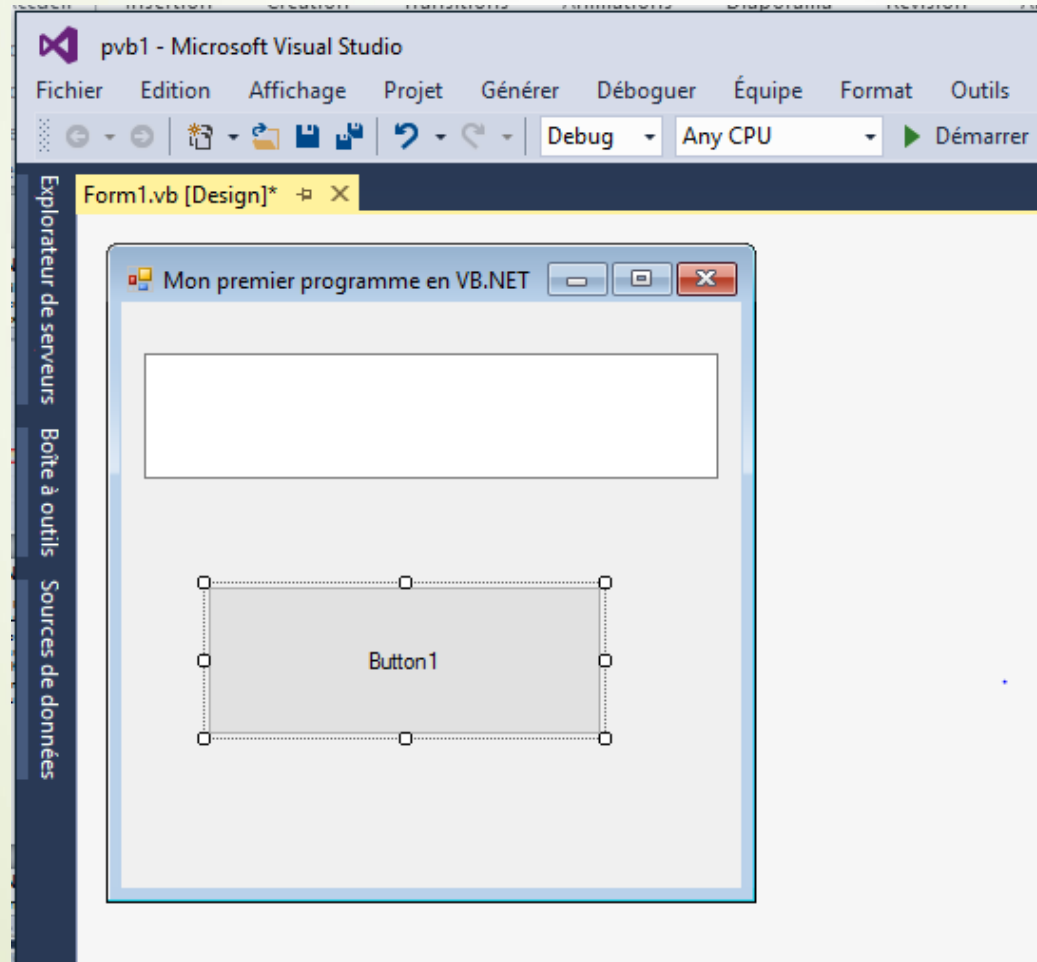 pvb1 - Microsoft Visual Studio
Fichier Edition Affichage Projet Générer Déboguer Équipe Format Outils
Debug Any CPU Démarrer
Form1.vb [Design]*
Explorateur de serveurs
Boîte à outils
Sources de données
Mon premier programme en VB.NET
Button1